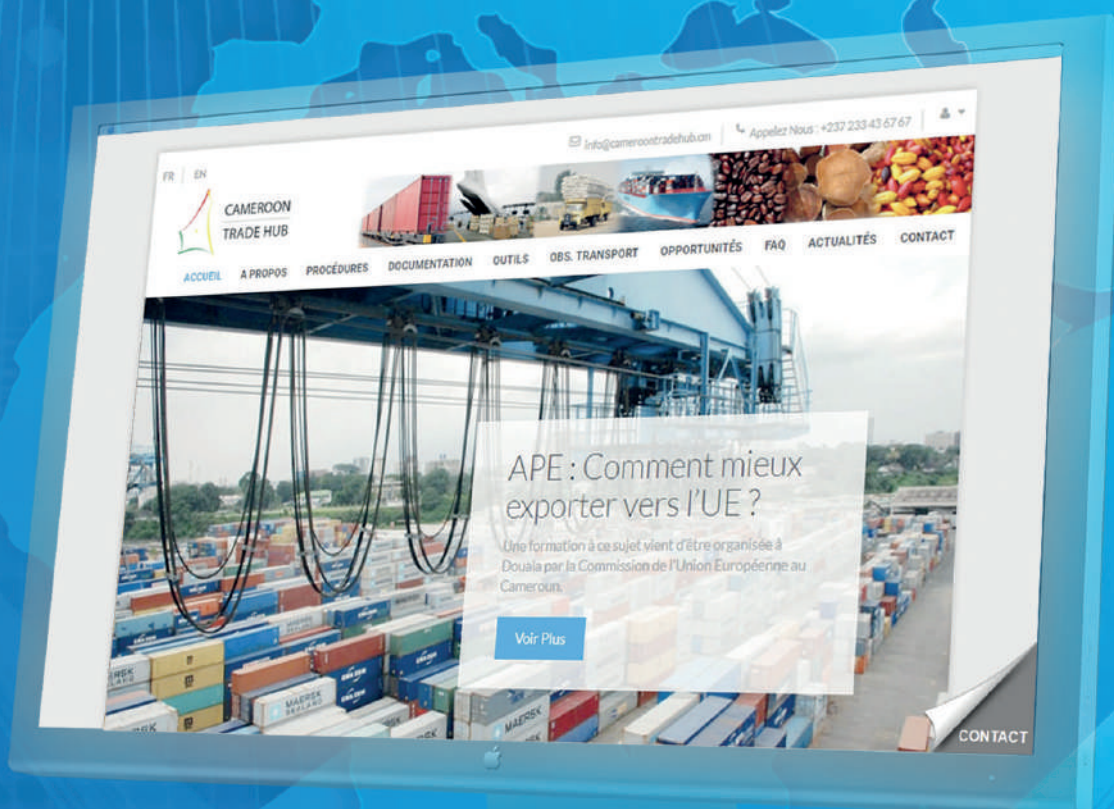 info@cameroontradehub.cm
Appelez Nous : +237 233 43 67 67
FR | EN
CAMEROON
TRADE HUB
ACCUEIL A PROPOS PROCÉDURES DOCUMENTATION OUTILS OBS. TRANSPORT OPPORTUNITÉS FAQ ACTUALITÉS CONTACT
APE : Comment mieux
exporter vers l'UE ?
Une formation à ce sujet vient d'être organisée à
Douala par la Commission de l'Union Européenne au
Cameroun.
Voir Plus
MAERSK
SEALAND
MAERSK
CONTACT